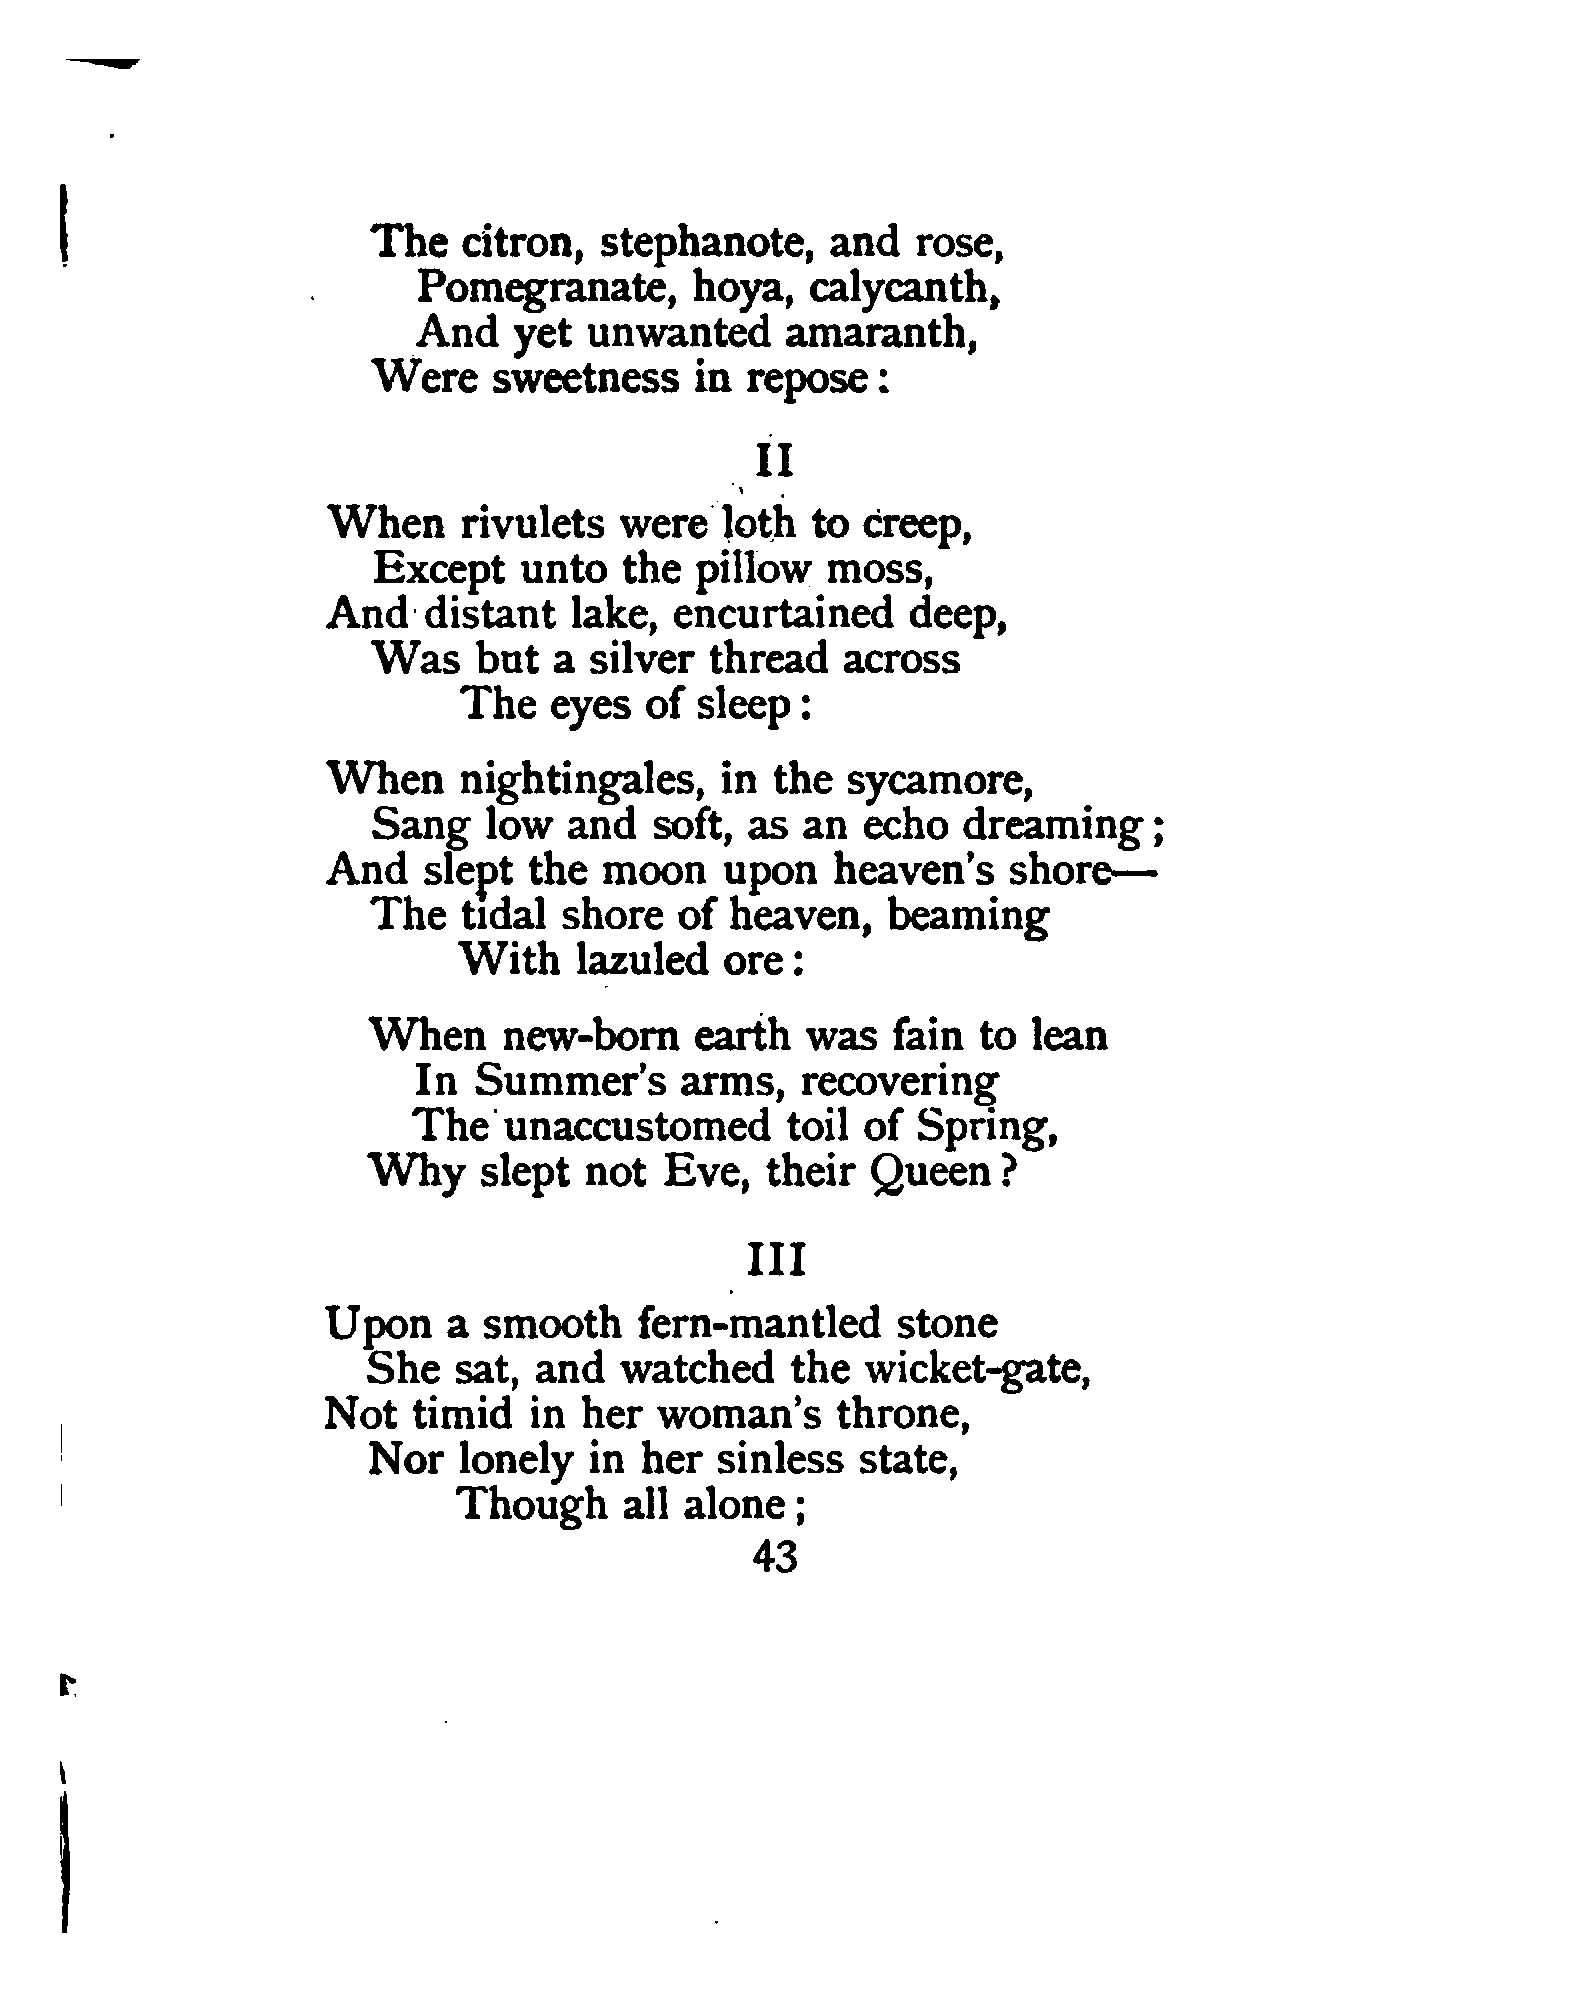 The citron, stephanote, and rose,
Pomegranate, hoya, calycanth,
And yet unwanted amaranth,
Were sweetness in repose:
II
When rivulets were loth to creep,
Except unto the pillow moss,
And distant lake, encurtained deep,
Was but a silver thread across
The eyes of sleep:
When nightingales, in the sycamore,
Sang low and soft, as an echo dreaming;
And slept the moon upon heaven's shore—
The tidal shore of heaven, beaming
With lazuled ore:
When new-born earth was fain to lean
In Summer's arms, recovering
The unaccustomed toil of Spring,
Why slept not Eve, their Queen?
III
Upon a smooth fern-mantled stone
She sat, and watched the wicket-gate,
Not timid in her woman's throne,
Nor lonely in her sinless state,
Though all alone;
43